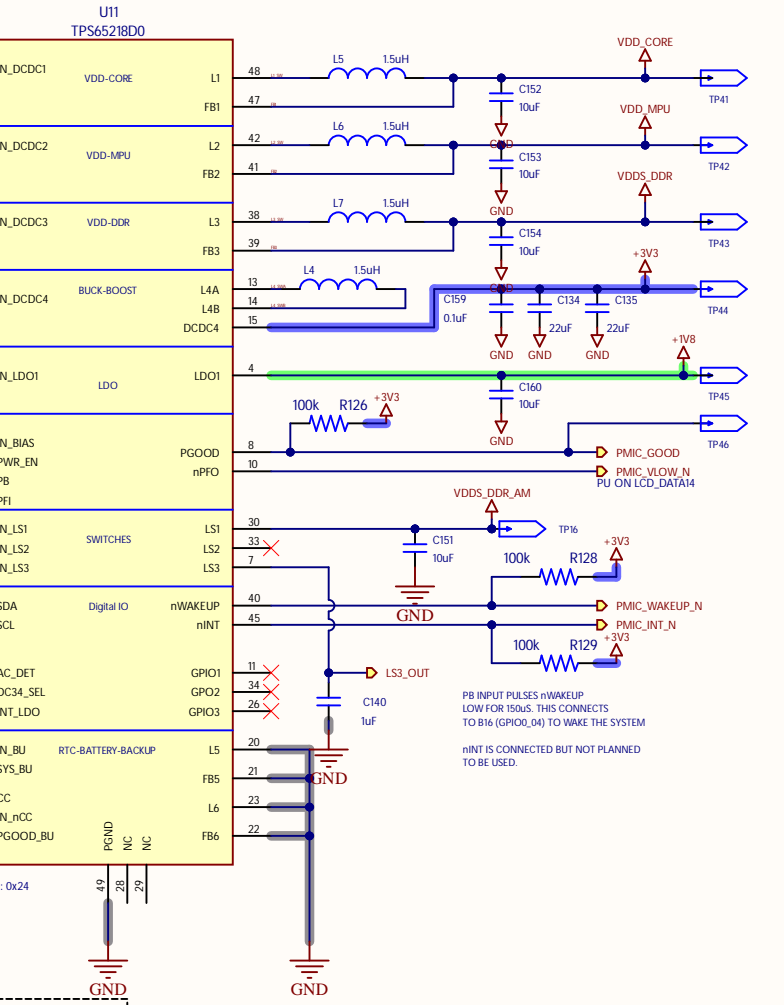 U11
TPS65218D0
N_DCDC1
VDD-CORE
L1
48
L5
1.5uH
VDD_CORE
TP41
FB1
47
C152
10uF
GND
N_DCDC2
VDD-MPU
L2
42
L6
1.5uH
VDD_MPU
TP42
FB2
41
C153
10uF
GND
N_DCDC3
VDD-DDR
L3
38
L7
1.5uH
VDDS_DDR
TP43
FB3
39
C154
10uF
GND
N_DCDC4
BUCK-BOOST
L4A
13
L4
1.5uH
+3V3
TP44
L4B
14
DCDC4
15
C159
0.1uF
GND
C134
22uF
GND
C135
22uF
GND
N_LDO1
LDO
LDO1
4
+1V8
TP45
C160
10uF
GND
100k
R126
+3V3
TP46
N_BIAS
PWR_EN
PB
PFI
PGOOD
8
PMIC_GOOD
nPFO
10
PMIC_VLOW_N
PU ON LCD_DATA14
N_LS1
N_LS2
N_LS3
SWITCHES
LS1
30
VDDS_DDR_AM
TP16
LS2
33
LS3
7
C151
10uF
GND
100k
R128
+3V3
SDA
SCL
Digital IO
nWAKEUP
40
PMIC_WAKEUP_N
nINT
45
PMIC_INT_N
100k
R129
+3V3
AC_DET
DC34_SEL
NT_LDO
GPIO1
11
GPO2
34
GPIO3
26
LS3_OUT
C140
1uF
GND
PB INPUT PULSES nWAKEUP
LOW FOR 150uS. THIS CONNECTS
TO B16 (GPIO0_04) TO WAKE THE SYSTEM
nINT IS CONNECTED BUT NOT PLANNED
TO BE USED.
N_BU
SYS_BU
CC
N_nCC
PGOOD_BU
RTC-BATTERY-BACKUP
L5
20
FB5
21
L6
23
FB6
22
PGND
NC
NC
49
28
29
: 0x24
GND
GND